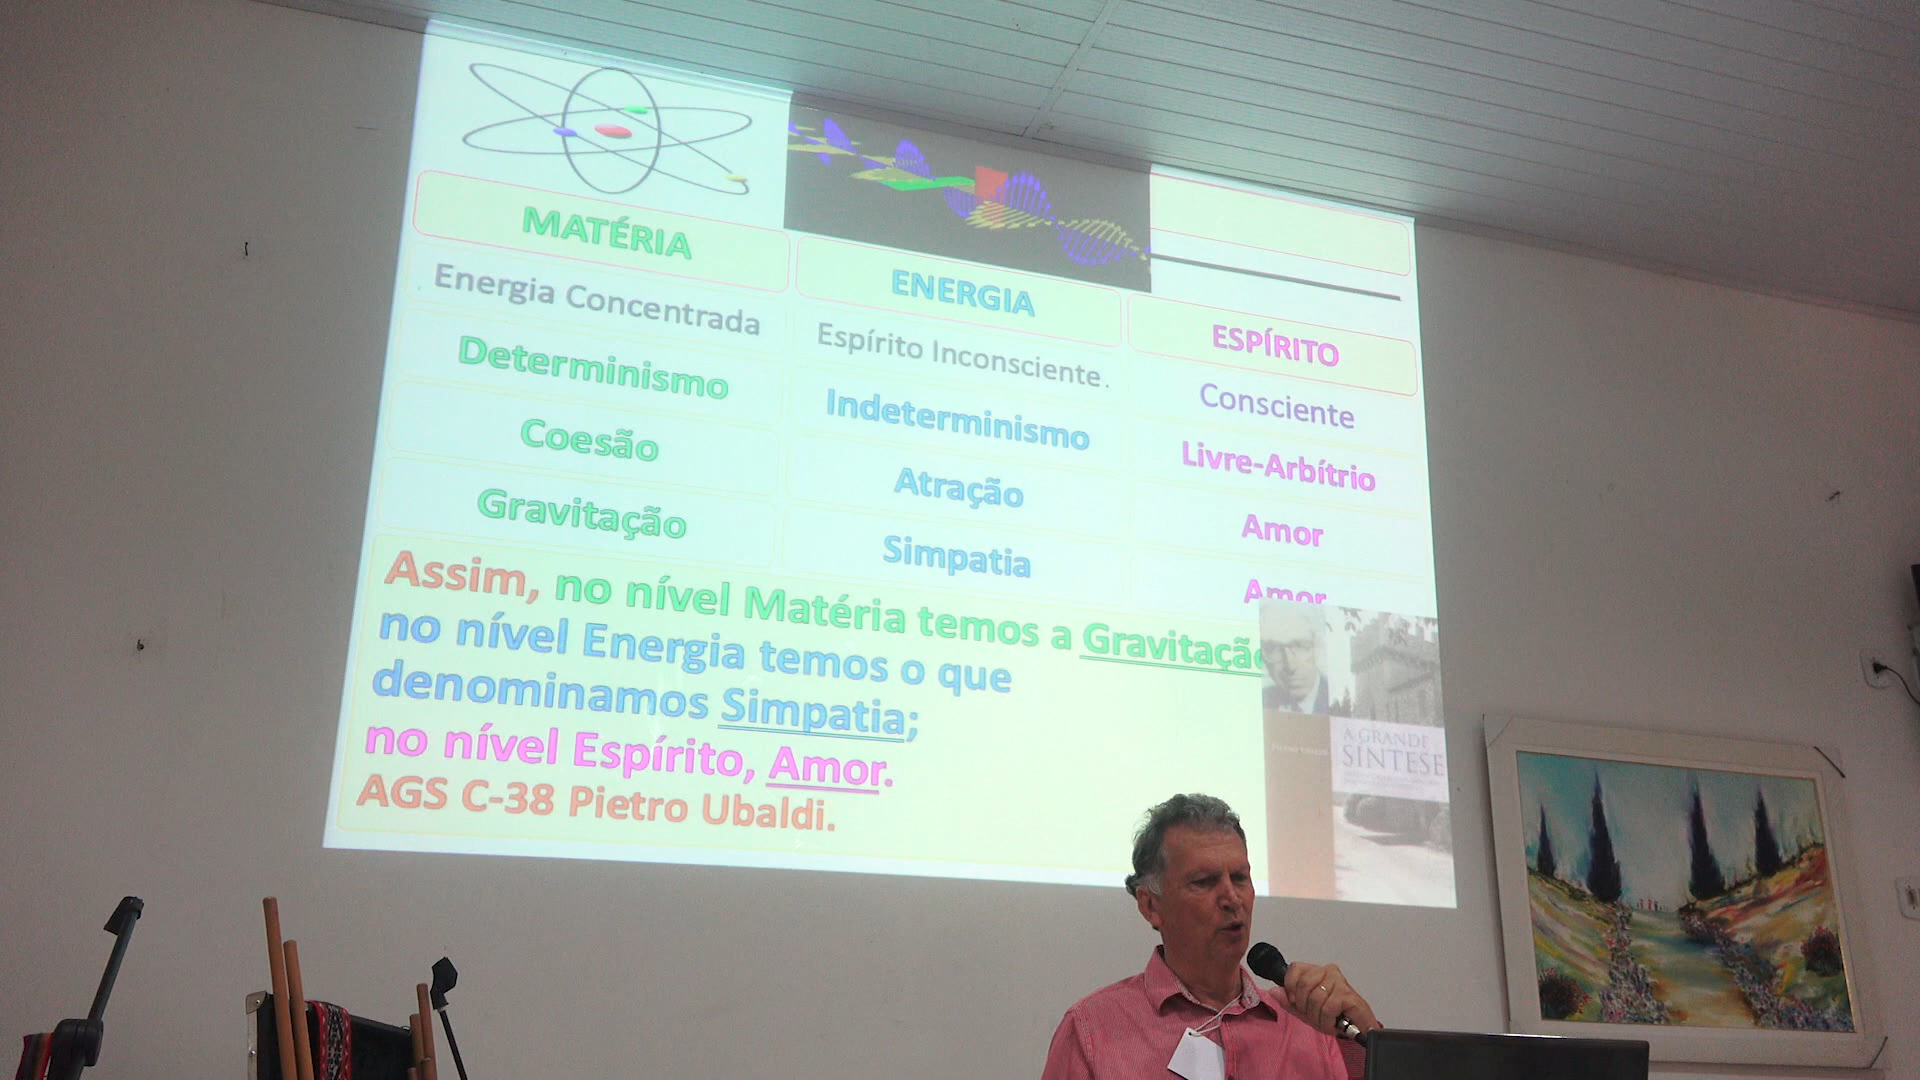 MATÉRIA
Energia Concentrada
Determinismo
Coesão
Gravitação
ENERGIA
Espírito Inconsciente.
Indeterminismo
Atração
Simpatia
ESPÍRITO
Consciente
Livre-Arbítrio
Amor
Amor
Assim, no nível Matéria temos a Gravitação
no nível Energia temos o que
denominamos Simpatia;
no nível Espírito, Amor.
AGS C-38 Pietro Ubaldi.
A GRANDE
SÍNTESE